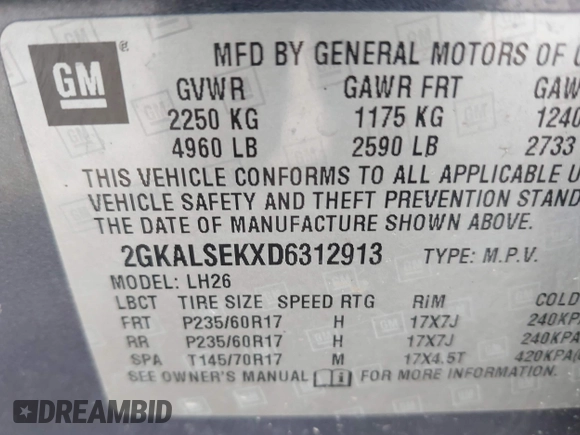 GM
MFD BY GENERAL MOTORS OF
GVWR GAWR FRT GAW
2250 KG 1175 KG 1240
4960 LB 2590 LB 2733
THIS VEHICLE CONFORMS TO ALL APPLICABLE U
VEHICLE SAFETY AND THEFT PREVENTION STAND
THE DATE OF MANUFACTURE SHOWN ABOVE.
2GKALSEKXD6312913 TYPE: M.P.V.
MODEL: LH26
LBCT TIRE SIZE SPEED RTG RiM COLD
FRT P235/60R17 H 17X7J 240KPA
RR P235/60R17 H 17X7J 240KPA
SPA T145/70R17 M 17X4.5T 420KPA(
SEE OWNER'S MANUAL FOR MORE INFORMATION.
DREAMBID